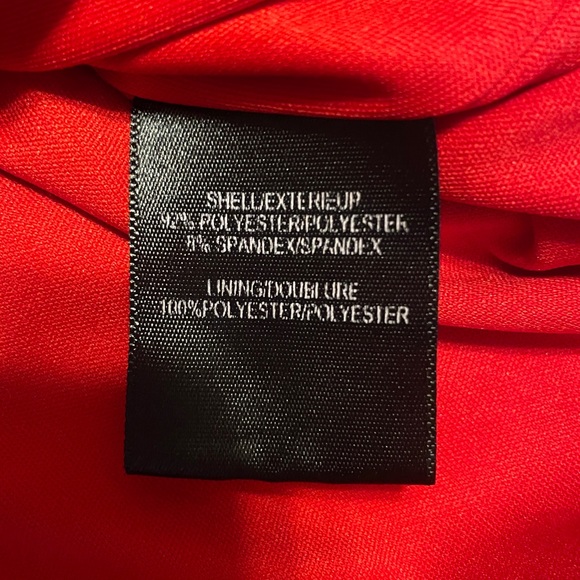 SHELL/EXTERIEUR
92% POLYESTER/POLYESTER
8% SPANDEX/SPANDEX
LINING/DOUBLURE
100%POLYESTER/POLYESTER